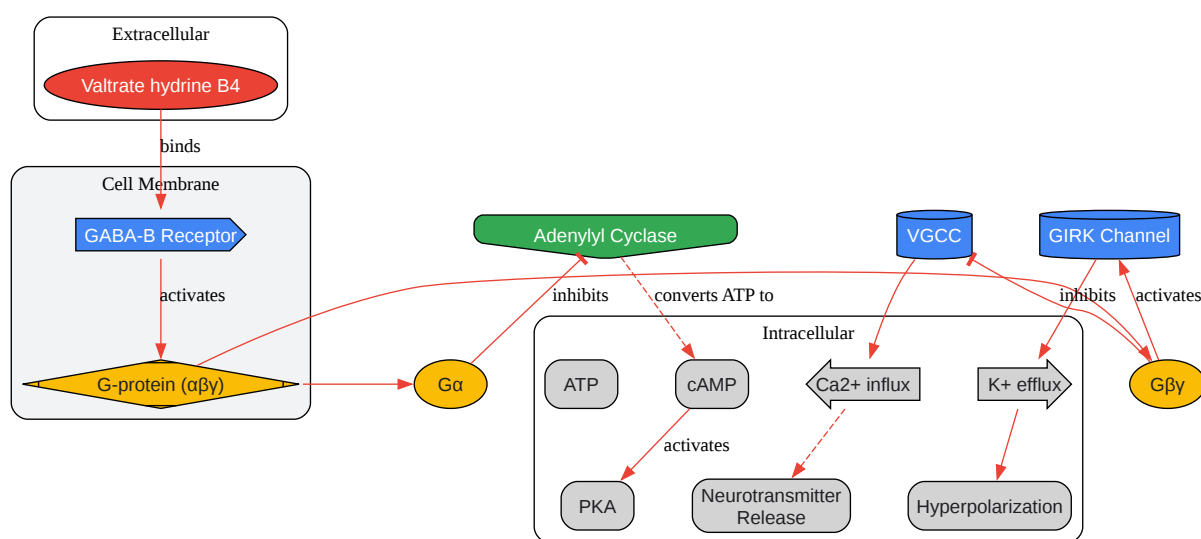 Extracellular
Valtrate hydrine B4
binds
Cell Membrane
GABA-B Receptor
Adenylyl Cyclase
VGCC
GIRK Channel
activates
inhibits
converts ATP to
inhibits
activates
Intracellular
G-protein (αβγ)
Gα
ATP
cAMP
Ca2+ influx
K+ efflux
Gβγ
activates
PKA
Neurotransmitter
Release
Hyperpolarization